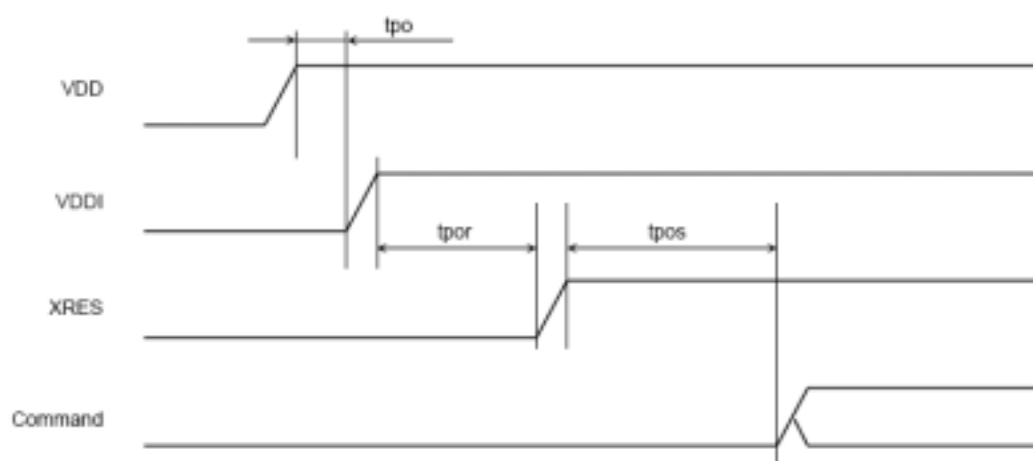 tpo
VDD
VDDI
tpor
tpos
XRES
Command